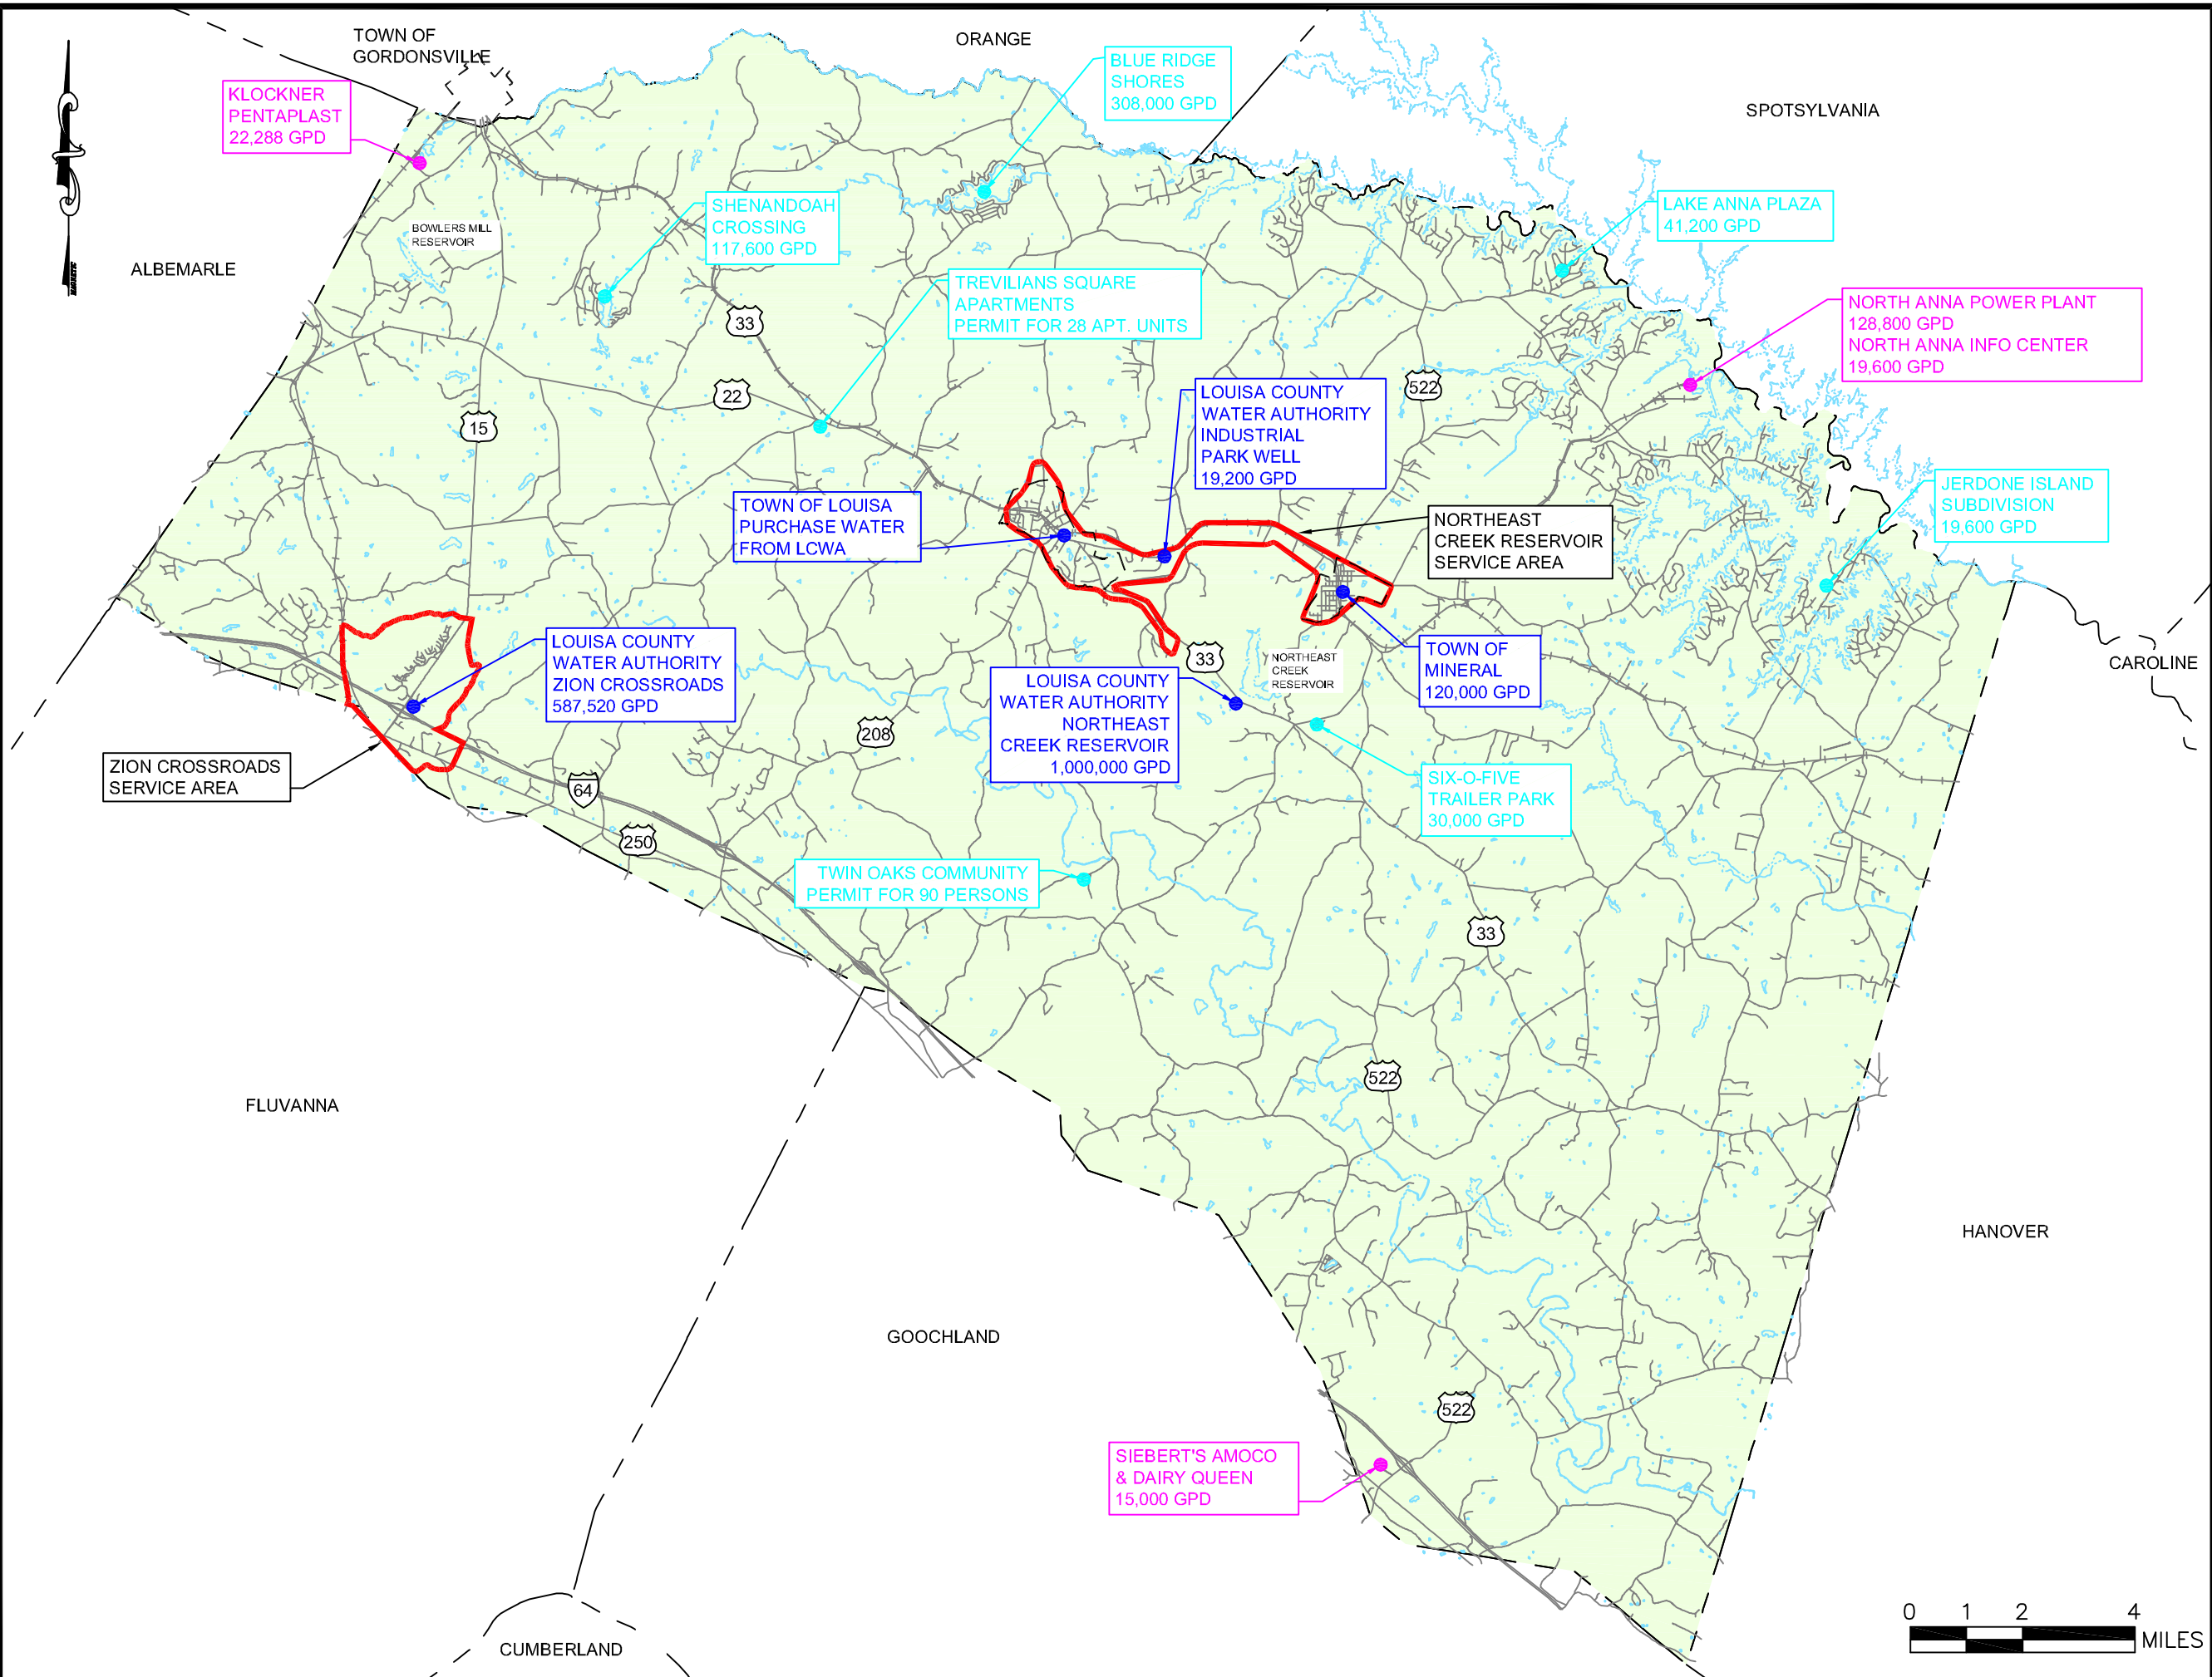 TOWN OF
GORDONSVILLE
ORANGE
BLUE RIDGE
SHORES
308,000 GPD
SPOTSYLVANIA
KLOCKNER
PENTAPLAST
22,288 GPD
SHENANDOAH
CROSSING
117,600 GPD
LAKE ANNA PLAZA
41,200 GPD
BOWLERS MILL
RESERVOIR
ALBEMARLE
TREVILIANS SQUARE
APARTMENTS
PERMIT FOR 28 APT. UNITS
NORTH ANNA POWER PLANT
128,800 GPD
NORTH ANNA INFO CENTER
19,600 GPD
33
22
15
522
LOUISA COUNTY
WATER AUTHORITY
INDUSTRIAL
PARK WELL
19,200 GPD
JERDONE ISLAND
SUBDIVISION
19,600 GPD
TOWN OF LOUISA
PURCHASE WATER
FROM LCWA
NORTHEAST
CREEK RESERVOIR
SERVICE AREA
LOUISA COUNTY
WATER AUTHORITY
ZION CROSSROADS
587,520 GPD
33
NORTHEAST
CREEK
RESERVOIR
TOWN OF
MINERAL
120,000 GPD
CAROLINE
LOUISA COUNTY
WATER AUTHORITY
NORTHEAST
CREEK RESERVOIR
1,000,000 GPD
208
ZION CROSSROADS
SERVICE AREA
64
250
SIX-O-FIVE
TRAILER PARK
30,000 GPD
TWIN OAKS COMMUNITY
PERMIT FOR 90 PERSONS
33
522
FLUVANNA
HANOVER
GOOCHLAND
522
SIEBERT'S AMOCO
& DAIRY QUEEN
15,000 GPD
CUMBERLAND
0 1 2 4
MILES